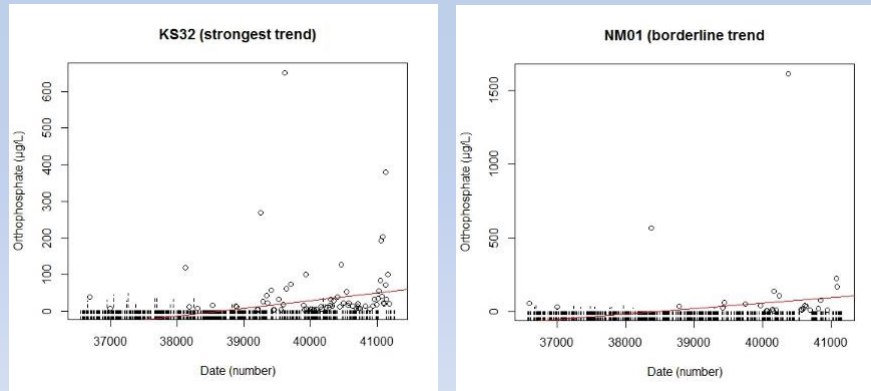 KS32 (strongest trend)
Orthophosphate (µg/L)
600
500
400
300
200
100
0
37000 38000 39000 40000 41000
Date (number)
NM01 (borderline trend
Orthophosphate (µg/L)
1500
1000
500
0
37000 38000 39000 40000 41000
Date (number)